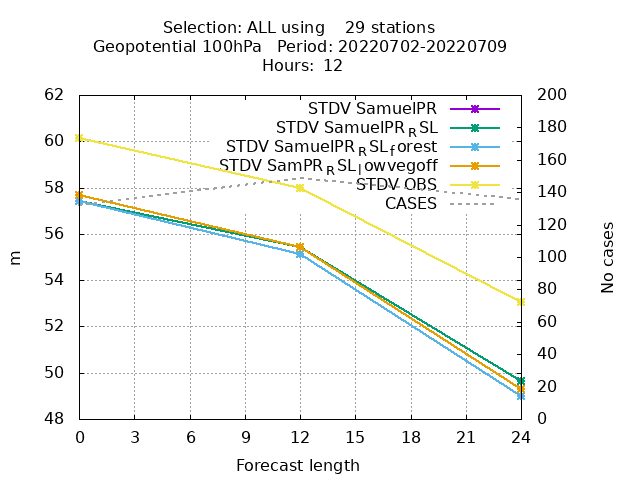 Selection: ALL using    29 stations
Geopotential 100hPa   Period: 20220702-20220709
Hours:  12
STDV SamuelPR
STDV SamuelPR_RSL
STDV SamuelPR_RSL_forest
STDV SamPR_RSL_lowvegoff
STDV OBS
CASES
62
60
58
56
54
52
50
48
m
200
180
160
140
120
100
80
60
40
20
0
No cases
0 3 6 9 12 15 18 21 24
Forecast length